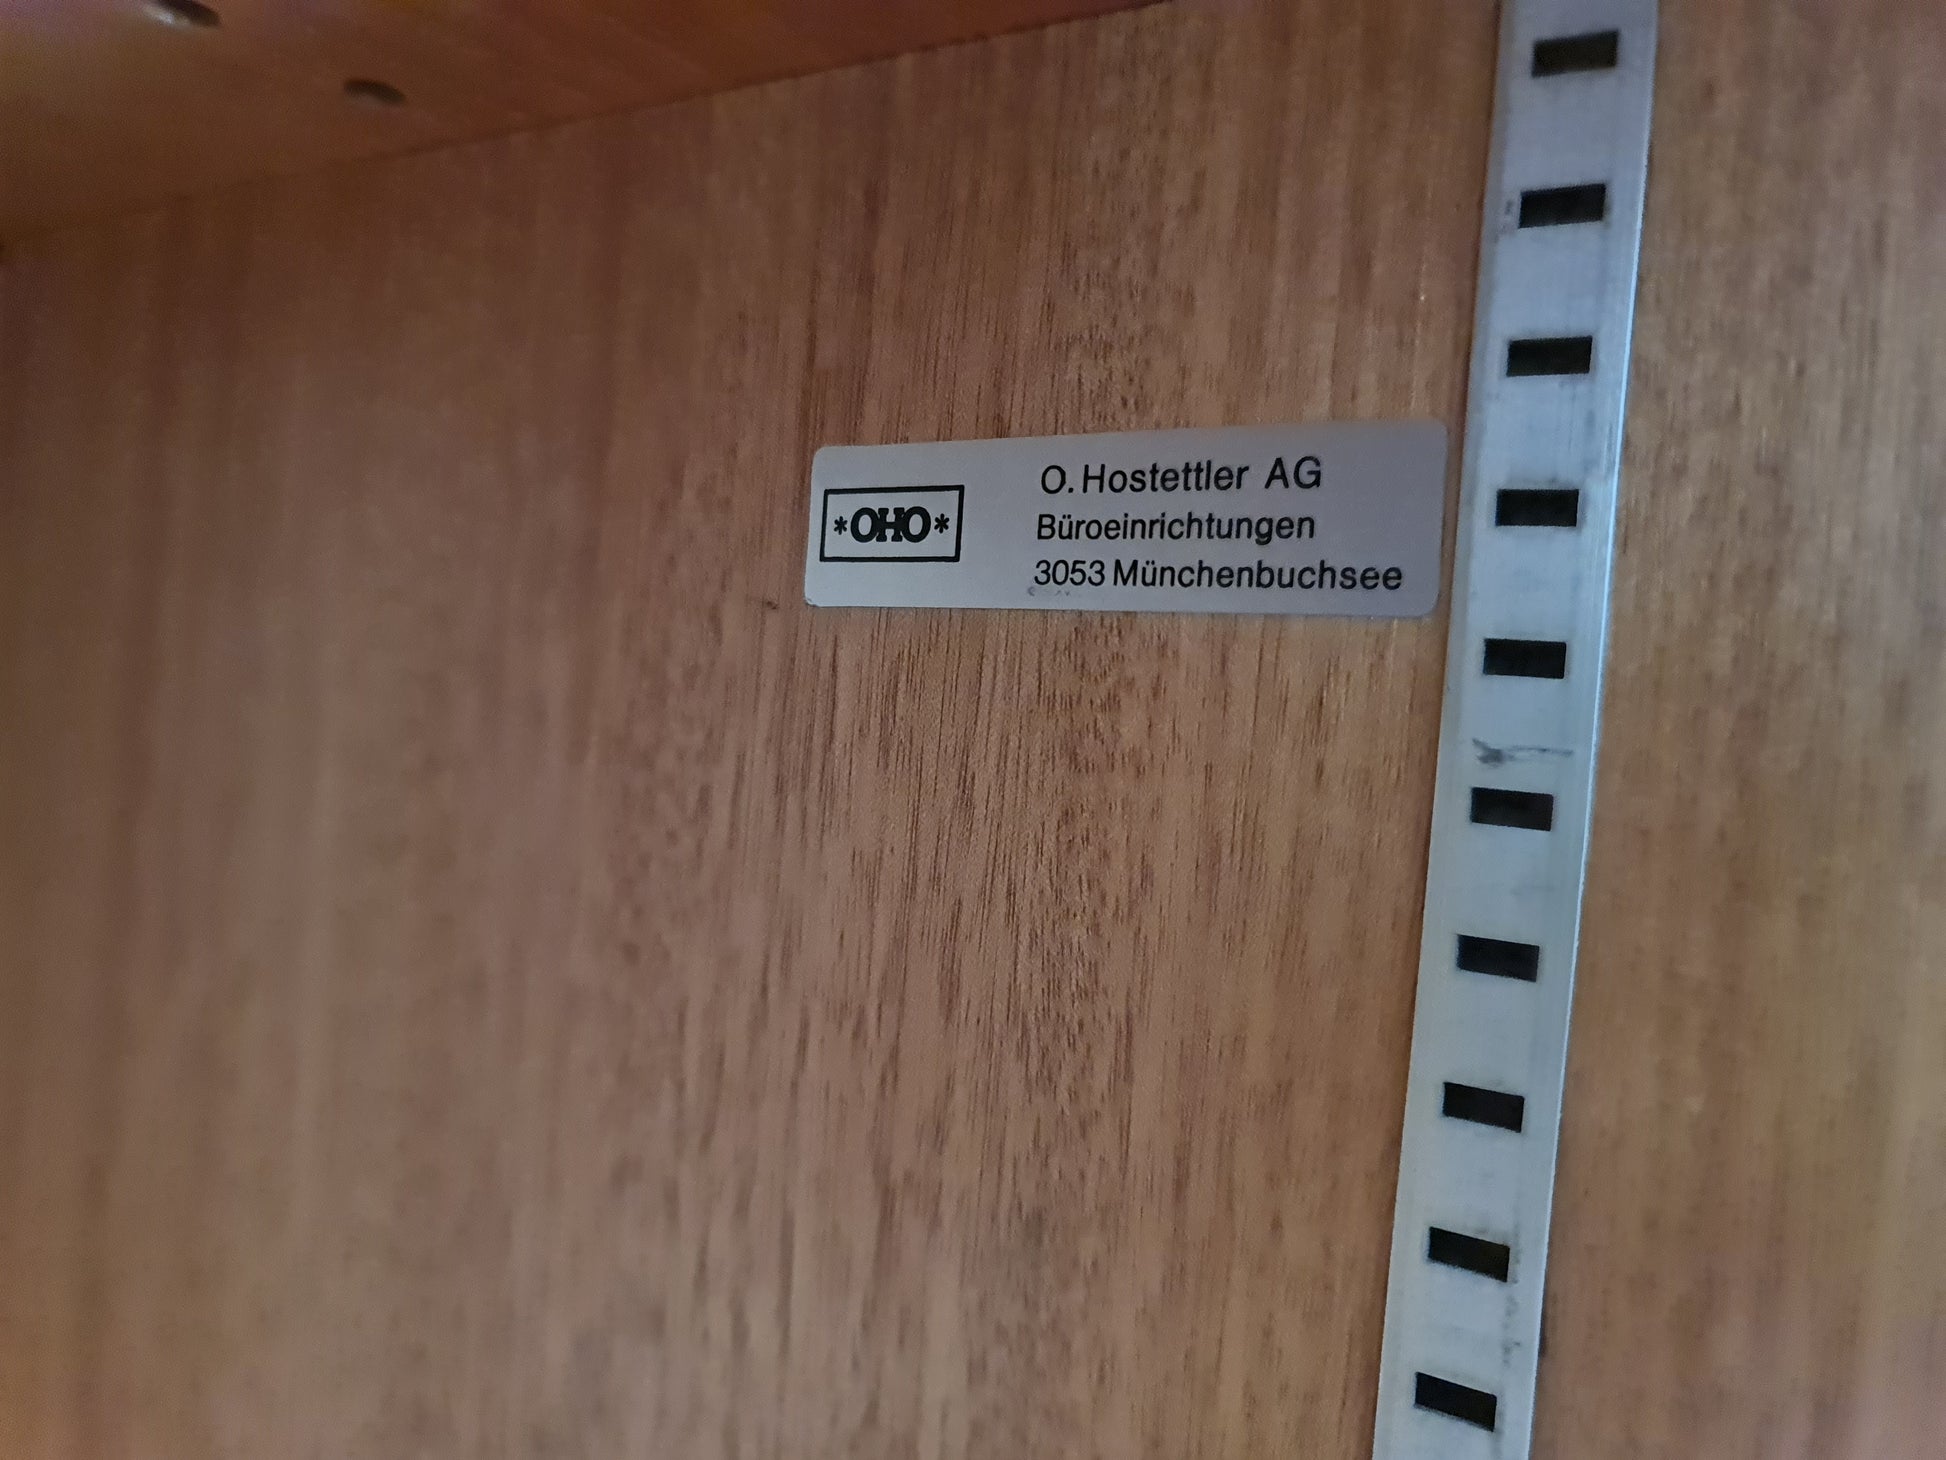 *OHO*
O. Hostettler AG
Büroeinrichtungen
3053 Münchenbuchsee